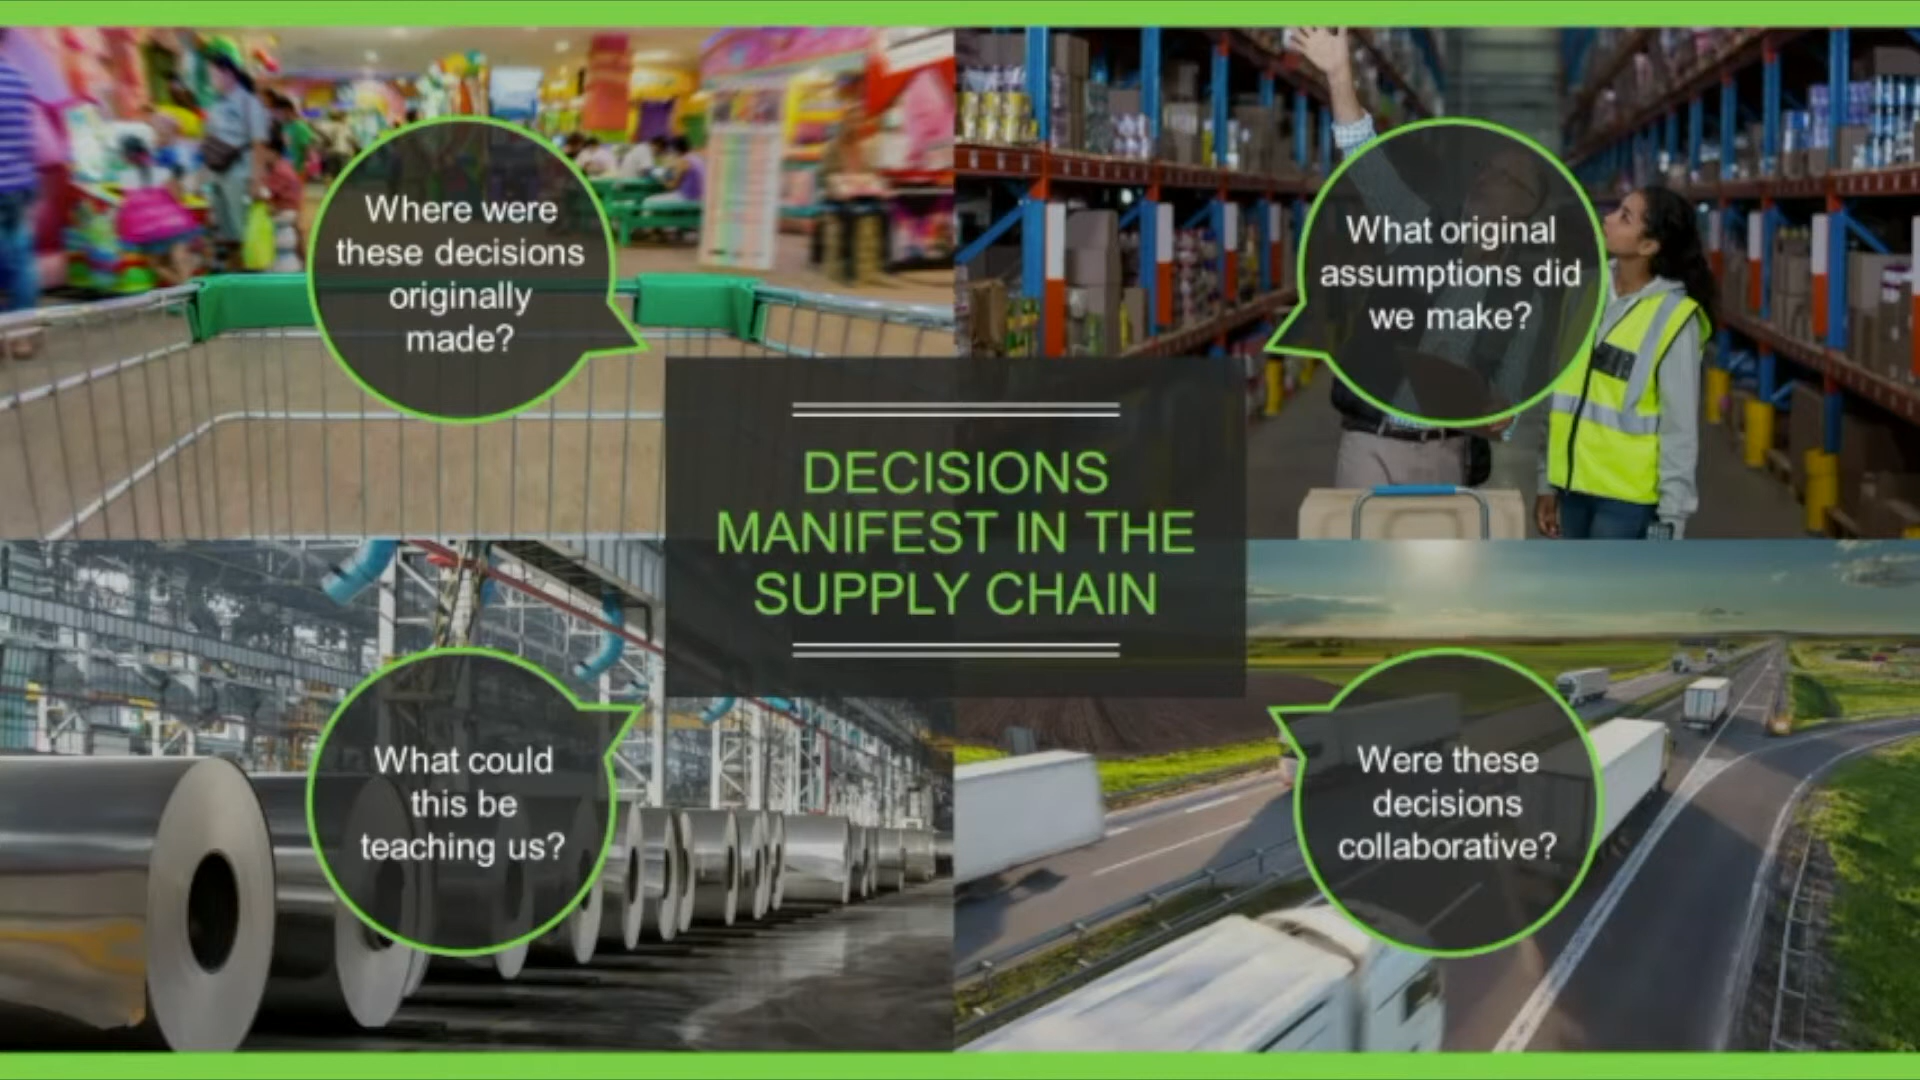 Where were
these decisions
originally
made?
What original
assumptions did
we make?
DECISIONS
MANIFEST IN THE
SUPPLY CHAIN
What could
this be
teaching us?
Were these
decisions
collaborative?